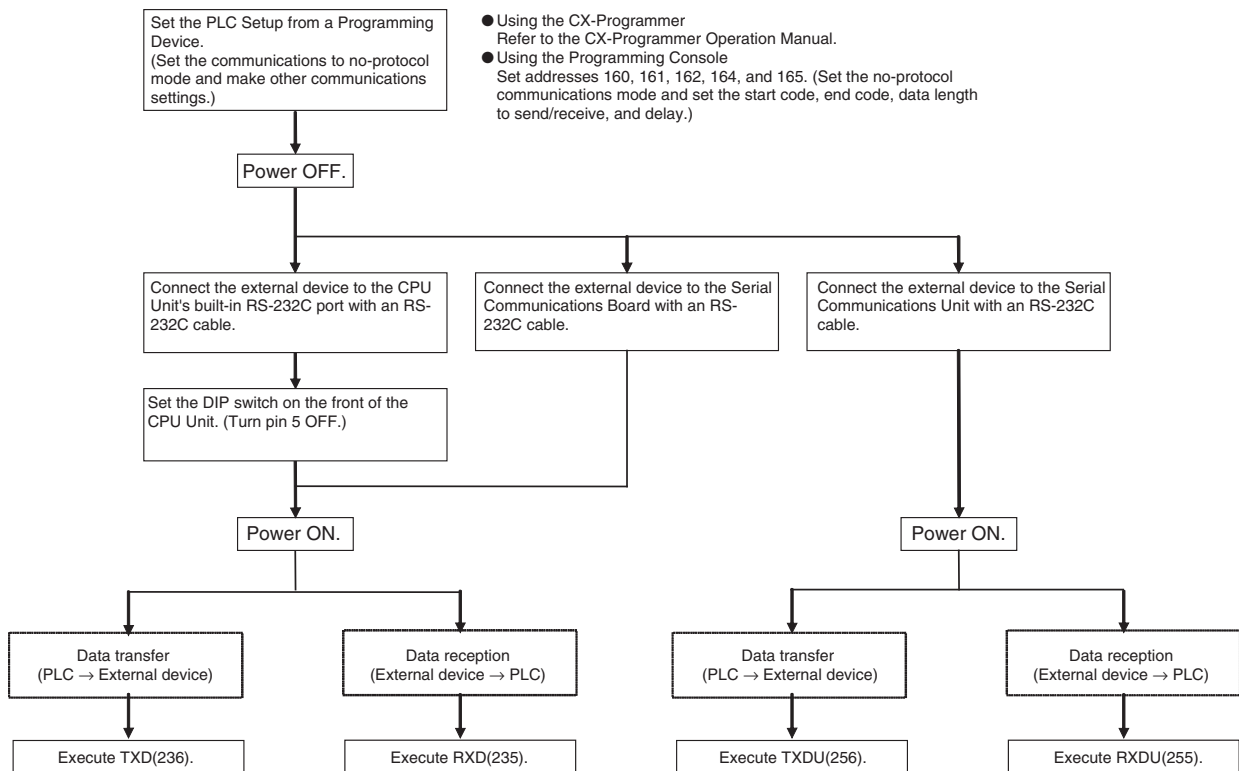 Set the PLC Setup from a Programming
Device.
(Set the communications to no-protocol
mode and make other communications
settings.)
● Using the CX-Programmer
Refer to the CX-Programmer Operation Manual.
● Using the Programming Console
Set addresses 160, 161, 162, 164, and 165. (Set the no-protocol
communications mode and set the start code, end code, data length
to send/receive, and delay.)
Power OFF.
Connect the external device to the CPU
Unit's built-in RS-232C port with an RS-
232C cable.
Connect the external device to the Serial
Communications Board with an RS-
232C cable.
Connect the external device to the Serial
Communications Unit with an RS-232C
cable.
Set the DIP switch on the front of the
CPU Unit. (Turn pin 5 OFF.)
Power ON.
Power ON.
Data transfer
(PLC → External device)
Data reception
(External device → PLC)
Data transfer
(PLC → External device)
Data reception
(External device → PLC)
Execute TXD(236).
Execute RXD(235).
Execute TXDU(256).
Execute RXDU(255).